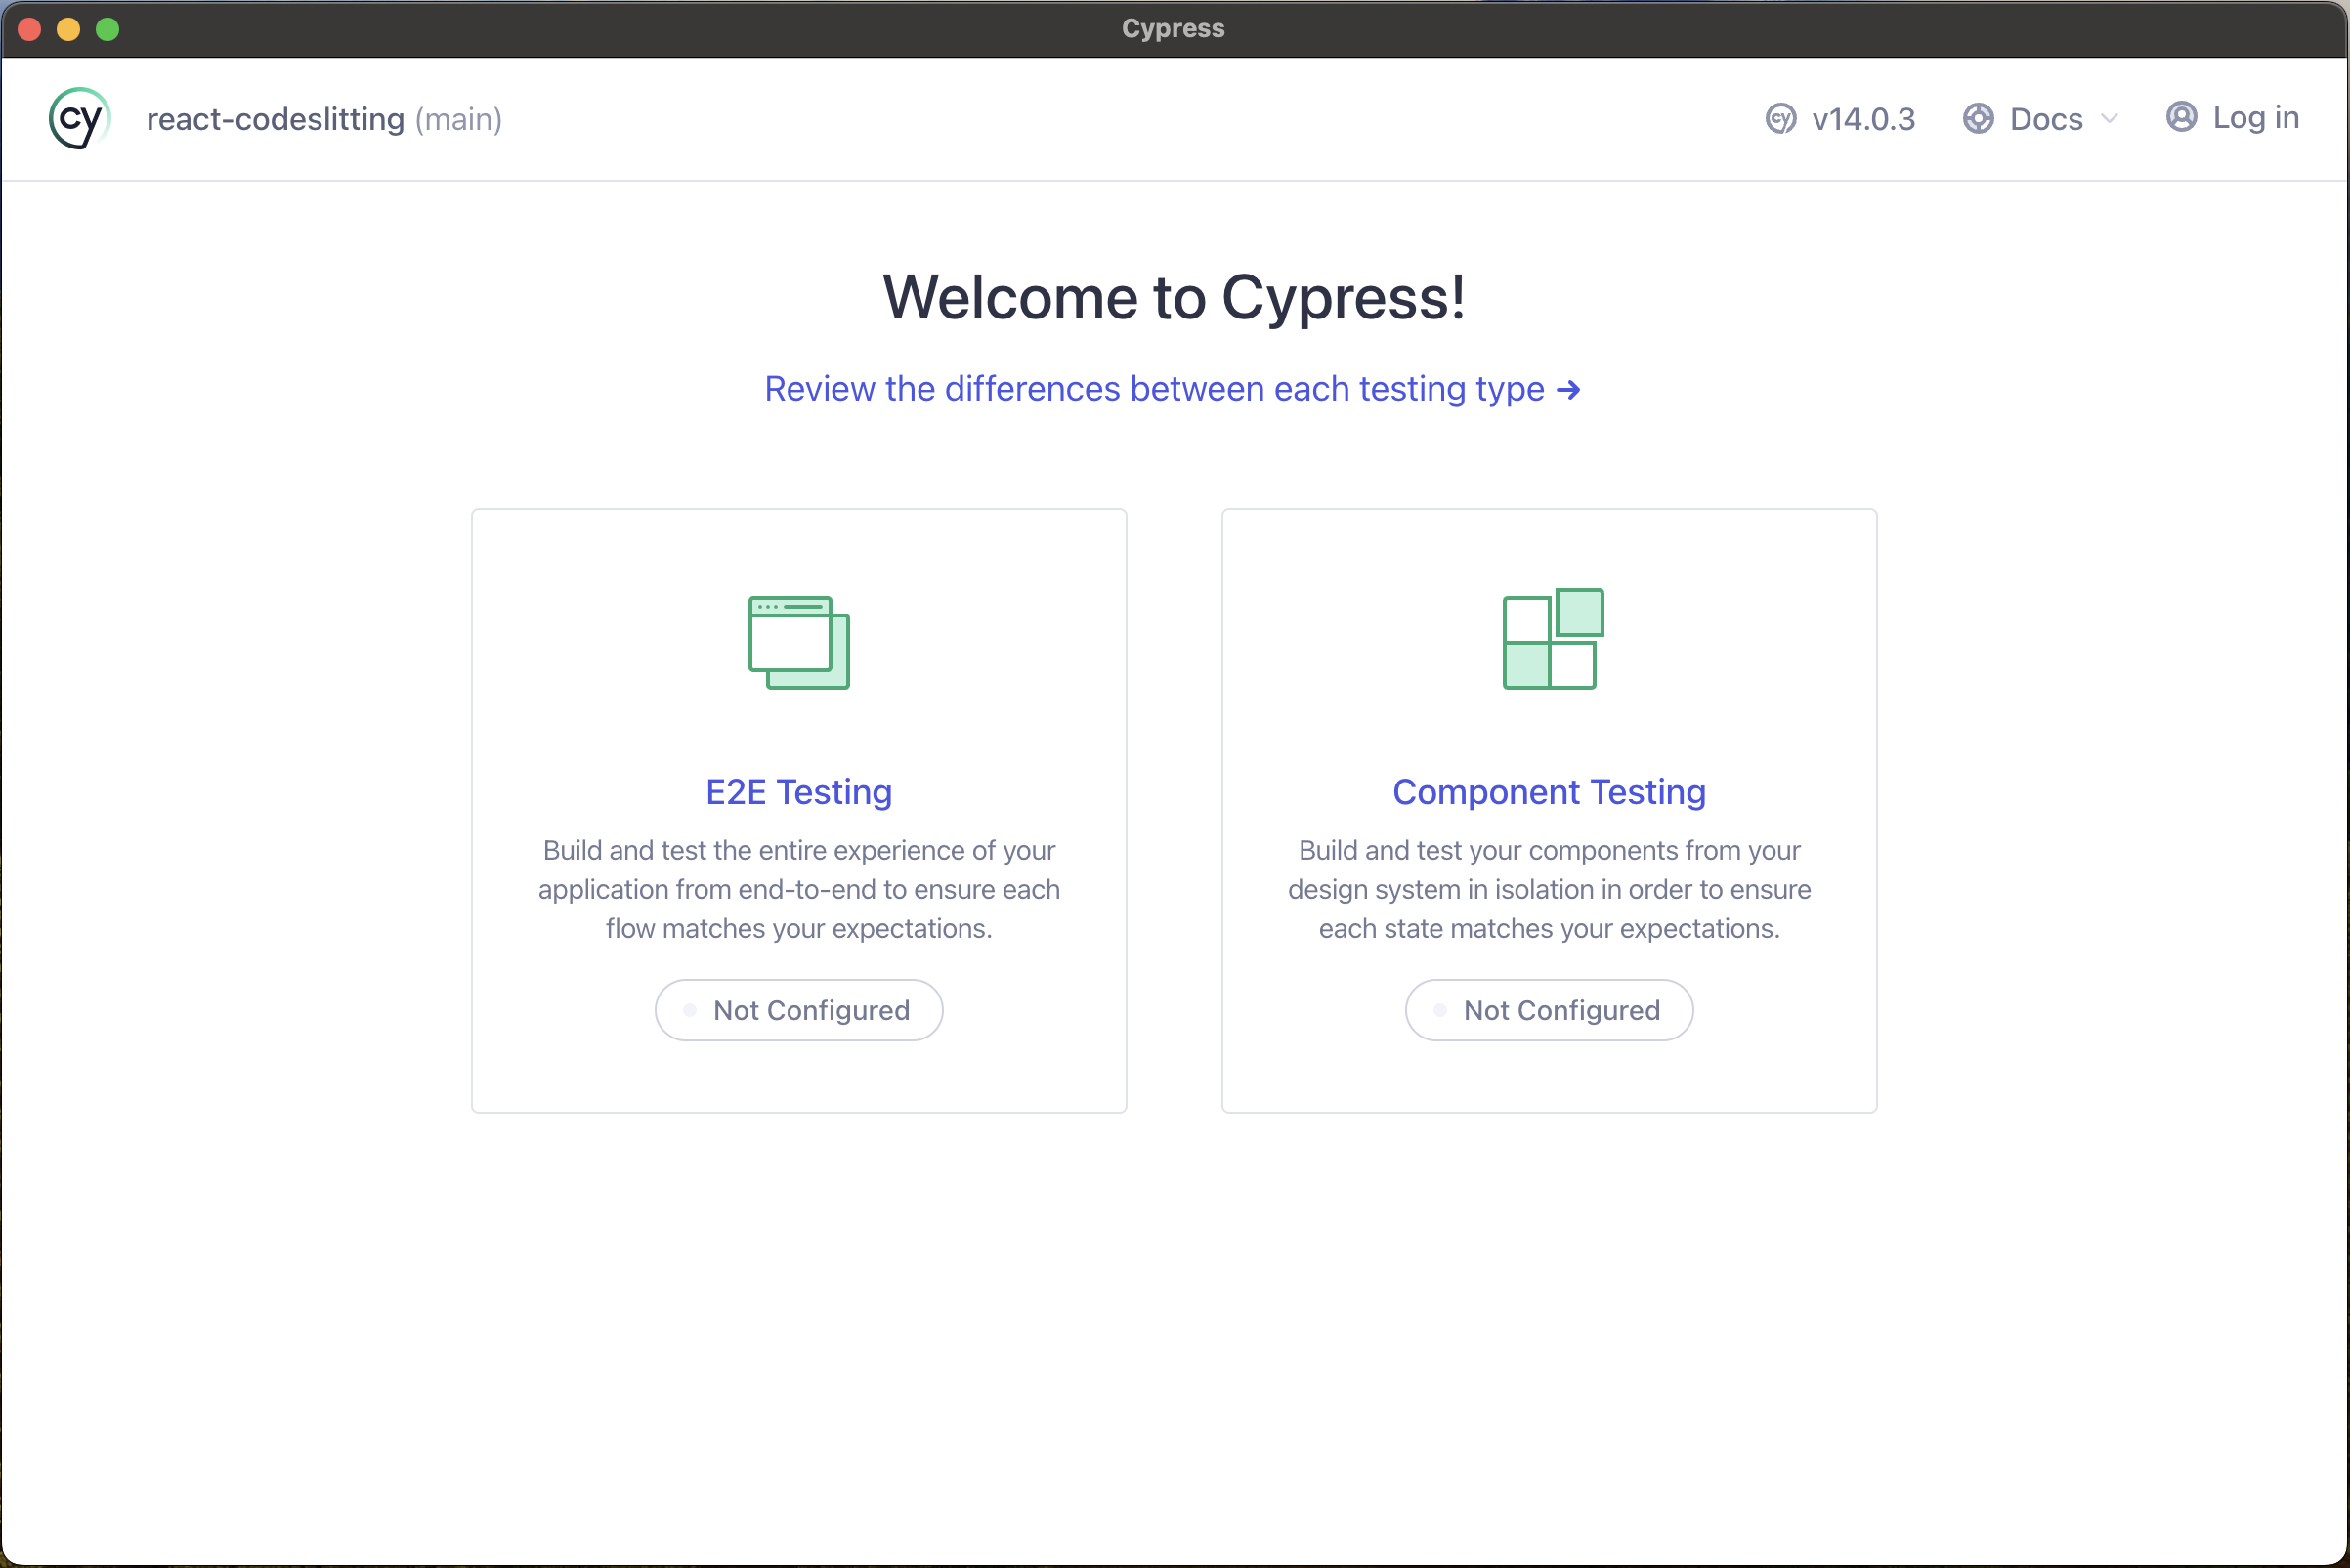 Cypress
cy react-codeslitting (main)
cy v14.0.3 Docs Log in
Welcome to Cypress!
Review the differences between each testing type →
E2E Testing
Build and test the entire experience of your
application from end-to-end to ensure each
flow matches your expectations.
Not Configured
Component Testing
Build and test your components from your
design system in isolation in order to ensure
each state matches your expectations.
Not Configured